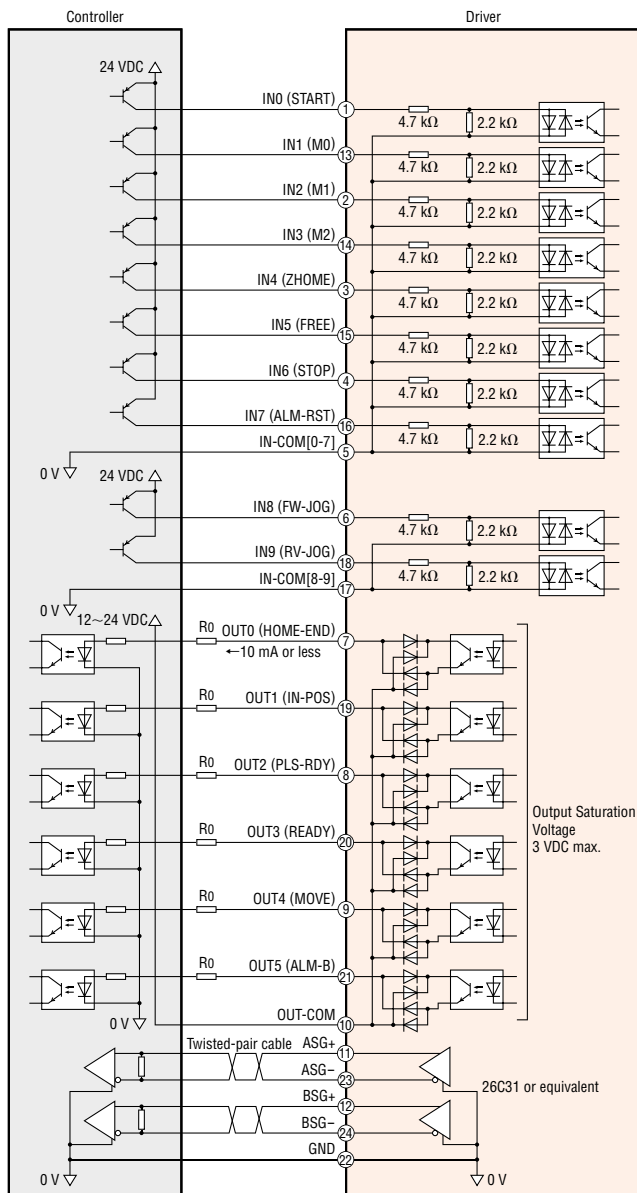 Controller
Driver
24 VDC
IN0 (START)
1
4.7 kΩ
2.2 kΩ
IN1 (M0)
13
4.7 kΩ
2.2 kΩ
IN2 (M1)
2
4.7 kΩ
2.2 kΩ
IN3 (M2)
14
4.7 kΩ
2.2 kΩ
IN4 (ZHOME)
3
4.7 kΩ
2.2 kΩ
IN5 (FREE)
15
4.7 kΩ
2.2 kΩ
IN6 (STOP)
4
4.7 kΩ
2.2 kΩ
IN7 (ALM-RST)
16
4.7 kΩ
2.2 kΩ
IN-COM[0-7]
5
0 V
24 VDC
IN8 (FW-JOG)
6
4.7 kΩ
2.2 kΩ
IN9 (RV-JOG)
18
4.7 kΩ
2.2 kΩ
IN-COM[8-9]
17
0 V
12~24 VDC
R0
OUT0 (HOME-END)
7
←10 mA or less
R0
OUT1 (IN-POS)
19
R0
OUT2 (PLS-RDY)
8
Output Saturation
Voltage
3 VDC max.
R0
OUT3 (READY)
20
R0
OUT4 (MOVE)
9
R0
OUT5 (ALM-B)
21
0 V
OUT-COM
10
Twisted-pair cable
ASG+
11
ASG−
23
26C31 or equivalent
BSG+
12
BSG−
24
GND
22
0 V
0 V